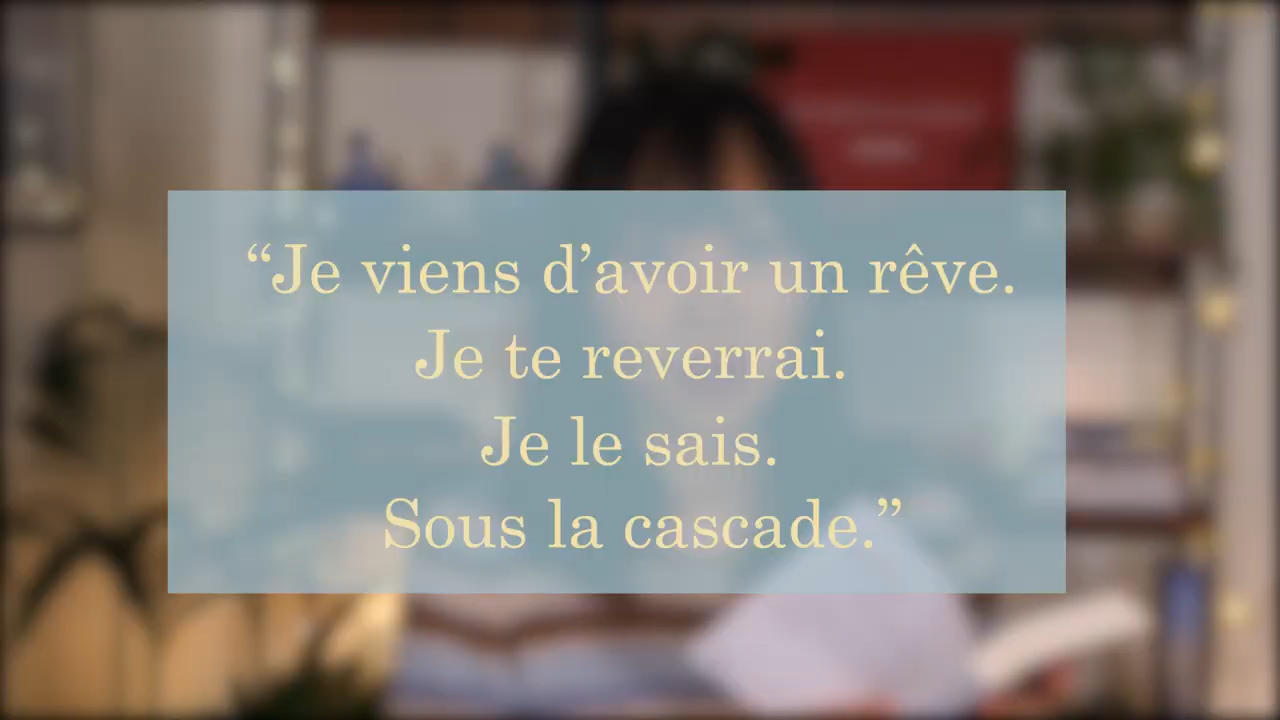 “Je viens d’avoir un rêve.
Je te reverrai.
Je le sais.
Sous la cascade.”